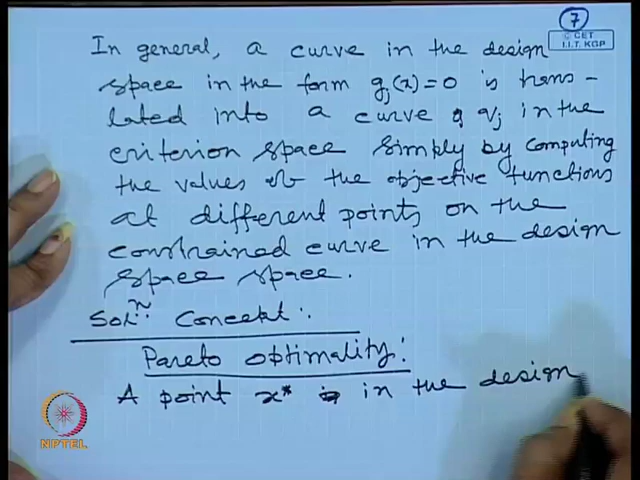 7
© CET
I.I.T. KGP
In general, a curve in the design
space in the form gj(x)=0 is trans-
lated into a curve qj in the
criterion space simply by computing
the values of the objective functions
at different points on the
constrained curve in the design
space space.
Solⁿ. Concept:
Pareto optimality:
A point x* in the design
NPTEL